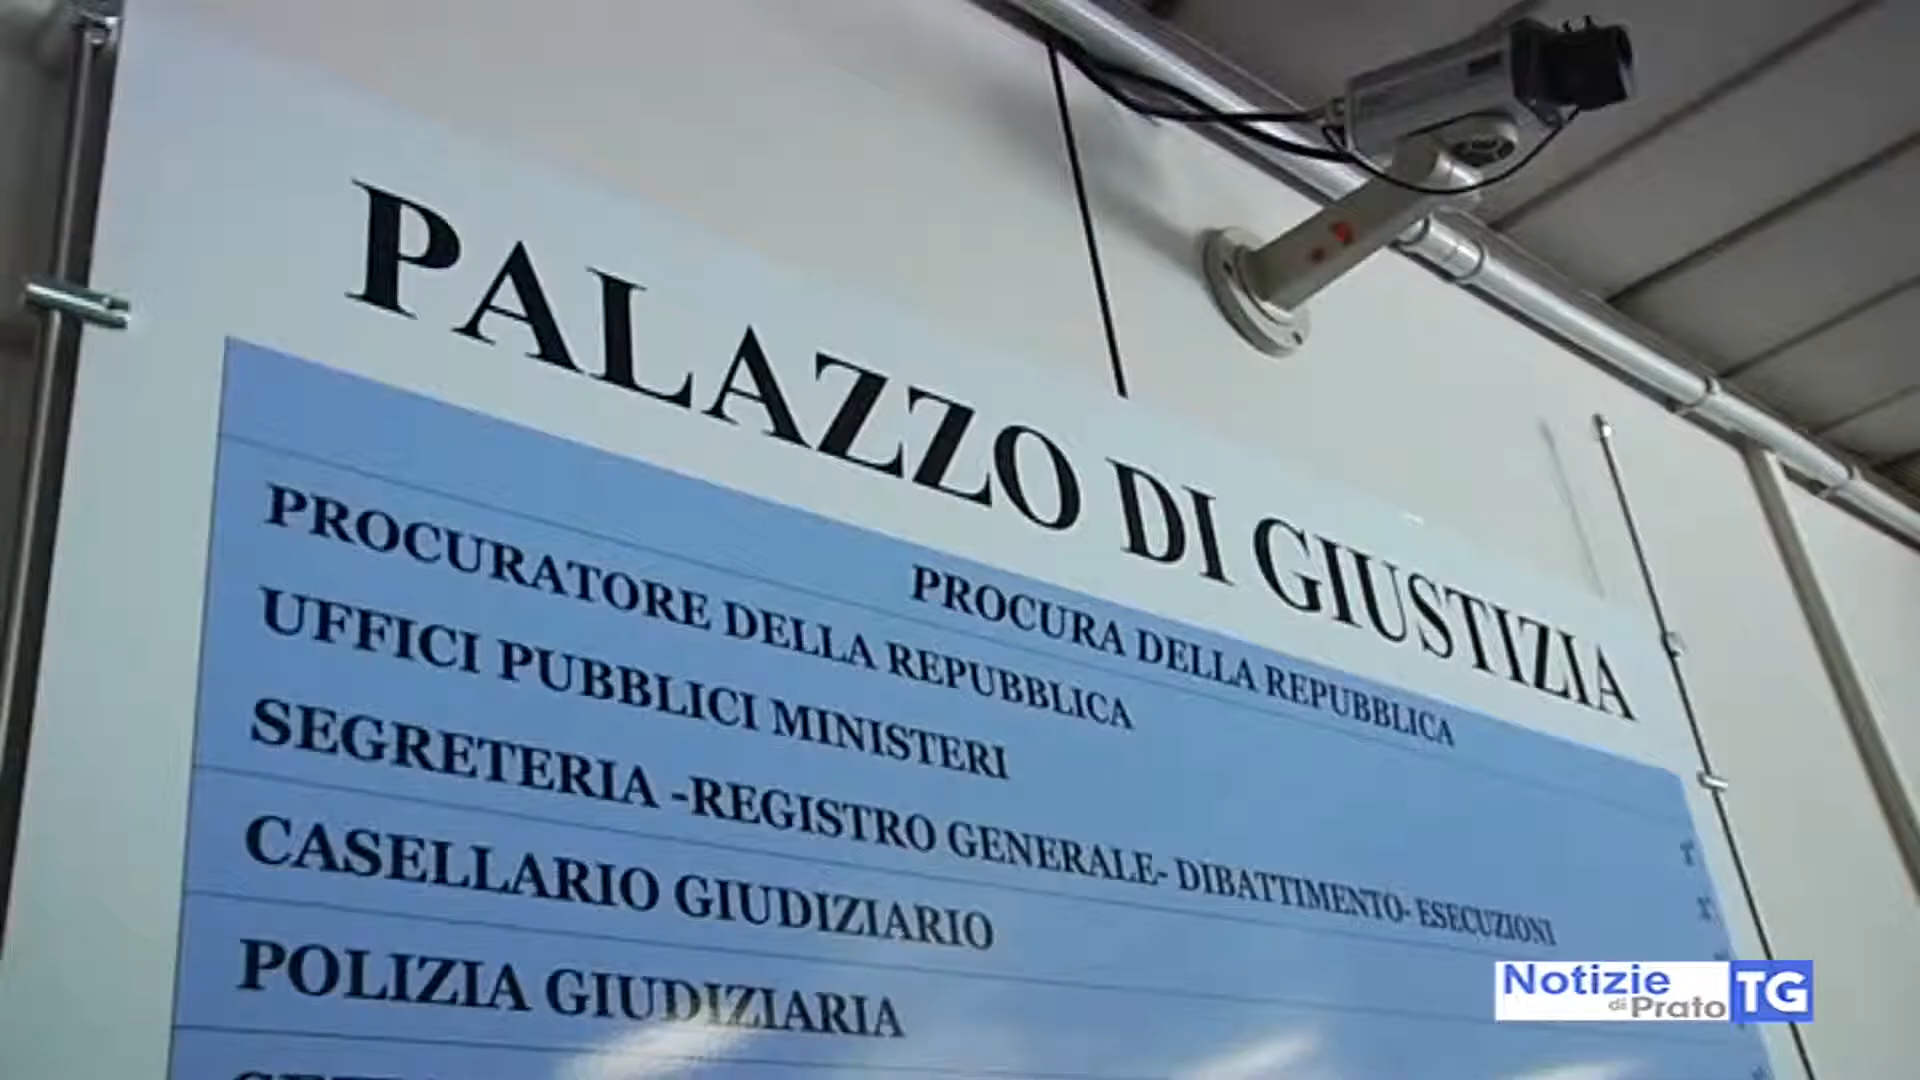 PALAZZO DI GIUSTIZIA
PROCURA DELLA REPUBBLICA
PROCURATORE DELLA REPUBBLICA
UFFICI PUBBLICI MINISTERI
SEGRETERIA -REGISTRO GENERALE- DIBATTIMENTO- ESECUZIONI
CASELLARIO GIUDIZIARIO
POLIZIA GIUDIZIARIA
Notizie
di Prato
TG